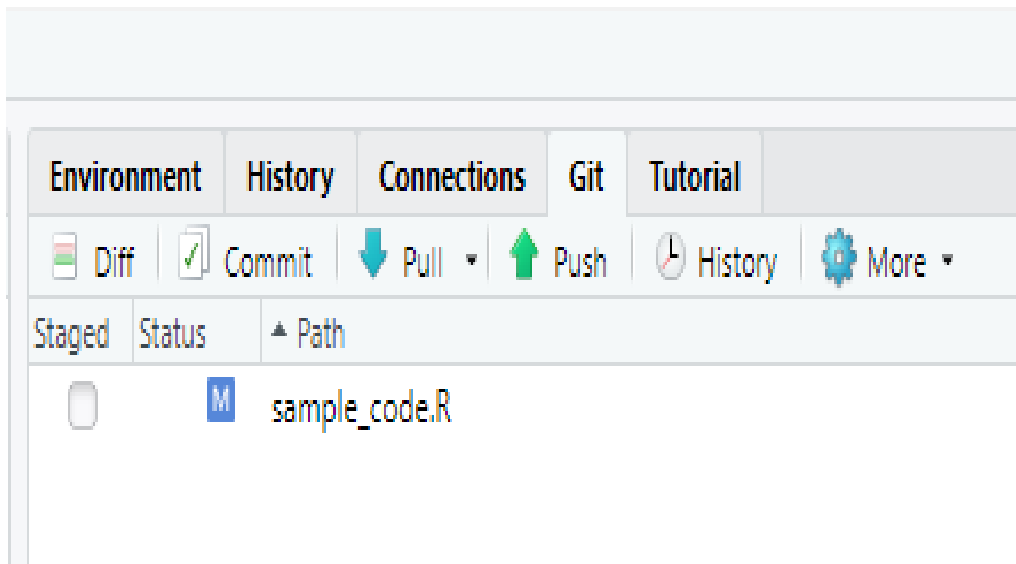 Environment History Connections Git Tutorial
Diff Commit Pull Push History More
Staged Status Path
M sample_code.R